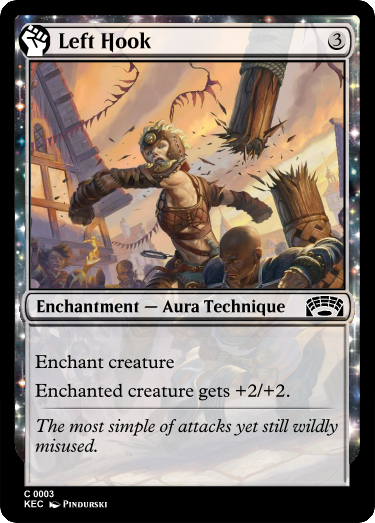 Left Hook 3
Enchantment — Aura Technique
Enchant creature
Enchanted creature gets +2/+2.
The most simple of attacks yet still wildly
misused.
C 0003
KEC Pindurski